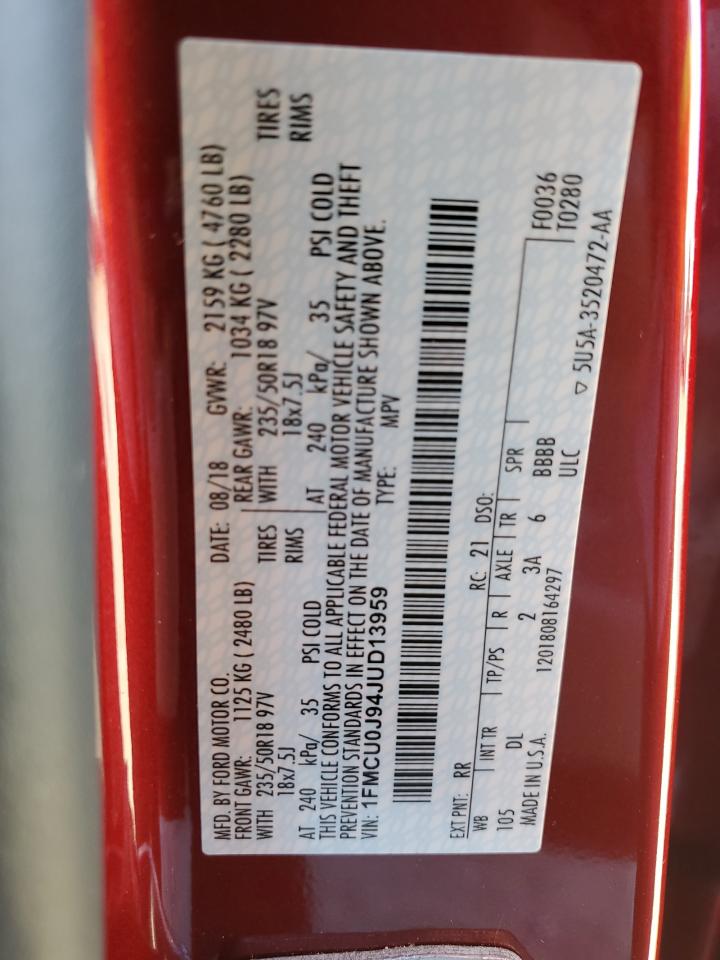 MFD. BY FORD MOTOR CO.
DATE: 08/18 GVWR: 2159 KG ( 4760 LB)
FRONT GAWR: 1125 KG ( 2480 LB) REAR GAWR: 1034 KG ( 2280 LB)
WITH 235/50R18 97V TIRES WITH 235/50R18 97V TIRES
18x7.5J RIMS 18x7.5J RIMS
AT 240 kPa/ 35 PSI COLD AT 240 kPa/ 35 PSI COLD
THIS VEHICLE CONFORMS TO ALL APPLICABLE FEDERAL MOTOR VEHICLE SAFETY AND THEFT
PREVENTION STANDARDS IN EFFECT ON THE DATE OF MANUFACTURE SHOWN ABOVE.
VIN: 1FMCU0J94JUD13959 TYPE: MPV
EXT PNT: RR RC: 21 DSO: F0036
WB INT TR TP/PS R AXLE TR SPR T0280
105 DL 2 3A 6 BBBB
MADE IN U.S.A. 1201808164297 ULC ▽ 5U5A-3520472-AA